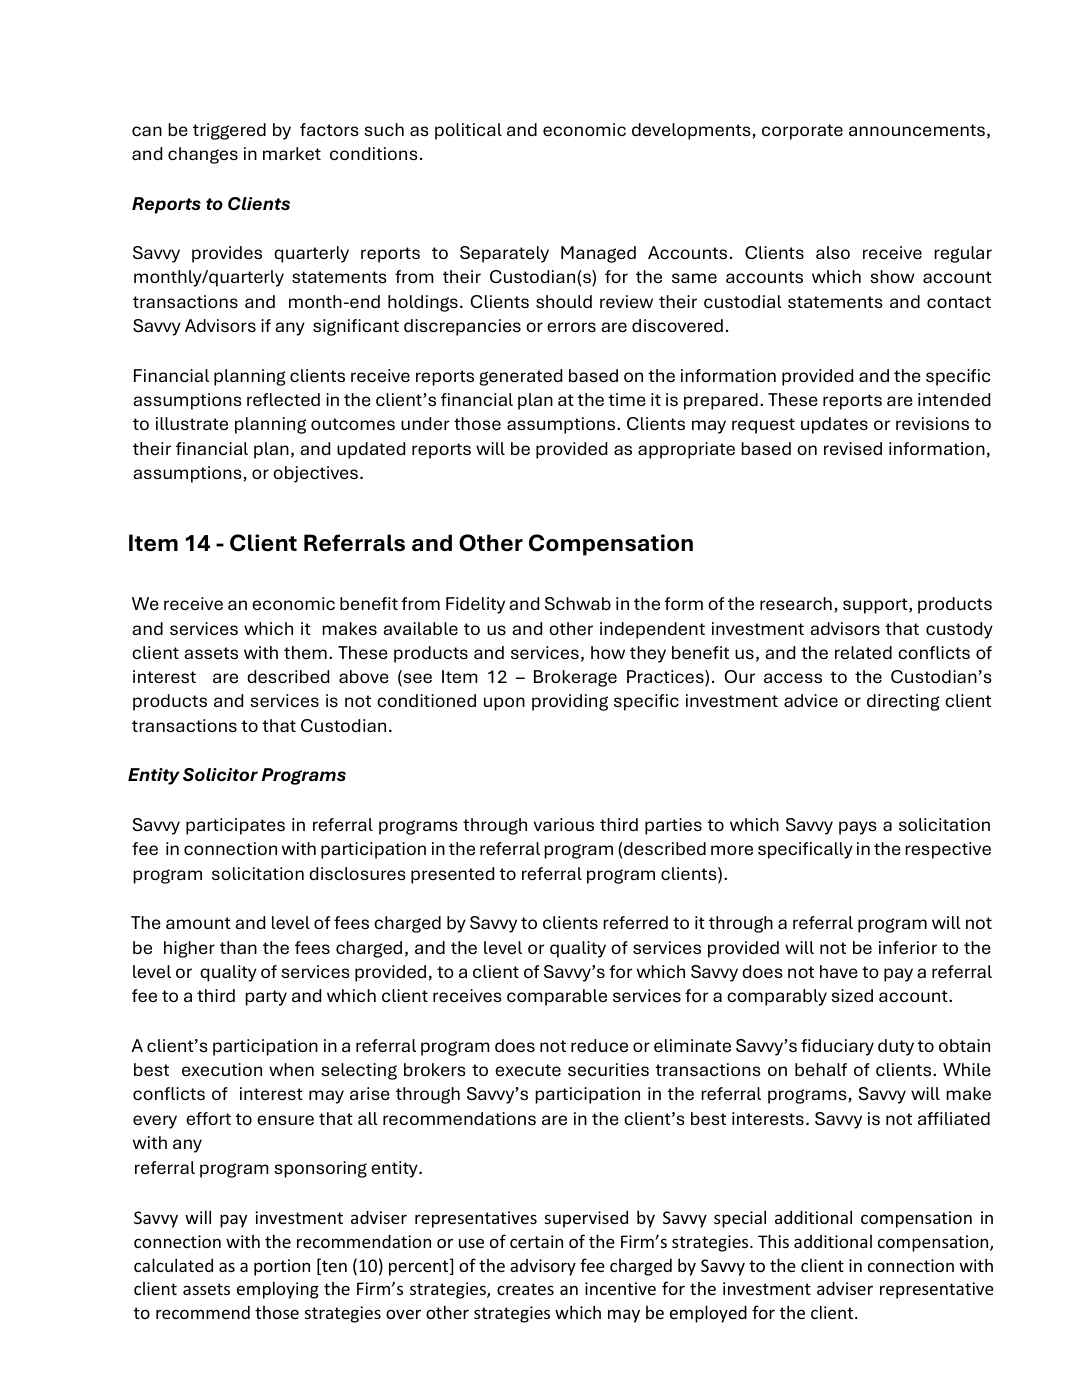 can be triggered by factors such as political and economic developments, corporate announcements,
and changes in market conditions.
Reports to Clients
Savvy provides quarterly reports to Separately Managed Accounts. Clients also receive regular
monthly/quarterly statements from their Custodian(s) for the same accounts which show account
transactions and month-end holdings. Clients should review their custodial statements and contact
Savvy Advisors if any significant discrepancies or errors are discovered.
Financial planning clients receive reports generated based on the information provided and the specific
assumptions reflected in the client’s financial plan at the time it is prepared. These reports are intended
to illustrate planning outcomes under those assumptions. Clients may request updates or revisions to
their financial plan, and updated reports will be provided as appropriate based on revised information,
assumptions, or objectives.
Item 14 - Client Referrals and Other Compensation
We receive an economic benefit from Fidelity and Schwab in the form of the research, support, products
and services which it makes available to us and other independent investment advisors that custody
client assets with them. These products and services, how they benefit us, and the related conflicts of
interest are described above (see Item 12 – Brokerage Practices). Our access to the Custodian’s
products and services is not conditioned upon providing specific investment advice or directing client
transactions to that Custodian.
Entity Solicitor Programs
Savvy participates in referral programs through various third parties to which Savvy pays a solicitation
fee in connection with participation in the referral program (described more specifically in the respective
program solicitation disclosures presented to referral program clients).
The amount and level of fees charged by Savvy to clients referred to it through a referral program will not
be higher than the fees charged, and the level or quality of services provided will not be inferior to the
level or quality of services provided, to a client of Savvy’s for which Savvy does not have to pay a referral
fee to a third party and which client receives comparable services for a comparably sized account.
A client’s participation in a referral program does not reduce or eliminate Savvy’s fiduciary duty to obtain
best execution when selecting brokers to execute securities transactions on behalf of clients. While
conflicts of interest may arise through Savvy’s participation in the referral programs, Savvy will make
every effort to ensure that all recommendations are in the client’s best interests. Savvy is not affiliated
with any
referral program sponsoring entity.
Savvy will pay investment adviser representatives supervised by Savvy special additional compensation in
connection with the recommendation or use of certain of the Firm’s strategies. This additional compensation,
calculated as a portion [ten (10) percent] of the advisory fee charged by Savvy to the client in connection with
client assets employing the Firm’s strategies, creates an incentive for the investment adviser representative
to recommend those strategies over other strategies which may be employed for the client.